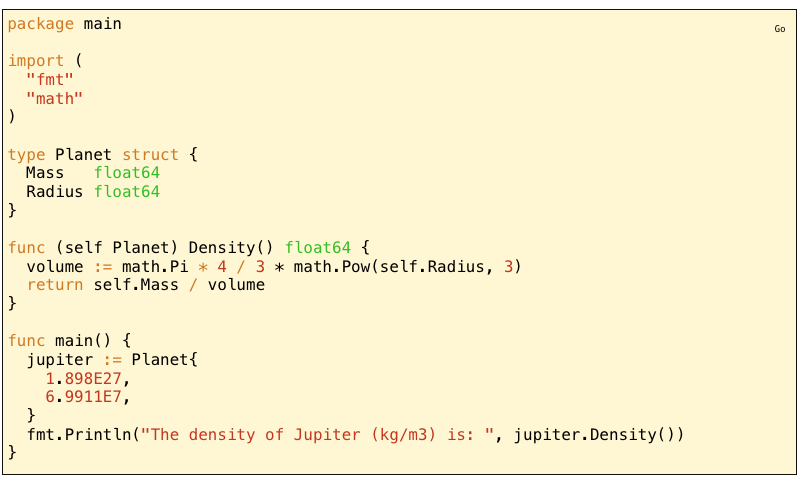 package main
Go
import (
  "fmt"
  "math"
)
type Planet struct {
  Mass   float64
  Radius float64
}
func (self Planet) Density() float64 {
  volume := math.Pi * 4 / 3 * math.Pow(self.Radius, 3)
  return self.Mass / volume
}
func main() {
  jupiter := Planet{
    1.898E27,
    6.9911E7,
  }
  fmt.Println("The density of Jupiter (kg/m3) is: ", jupiter.Density())
}